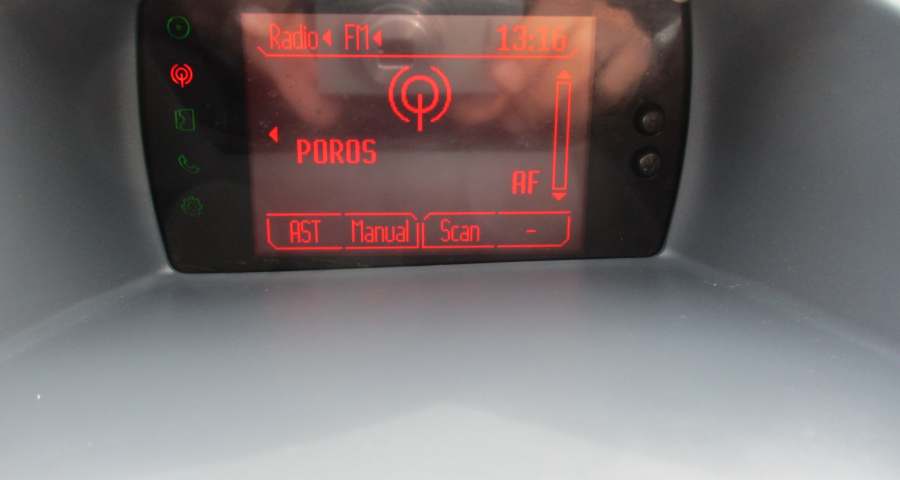 Radio FM 13:16
POROS
AF
AST Manual Scan -